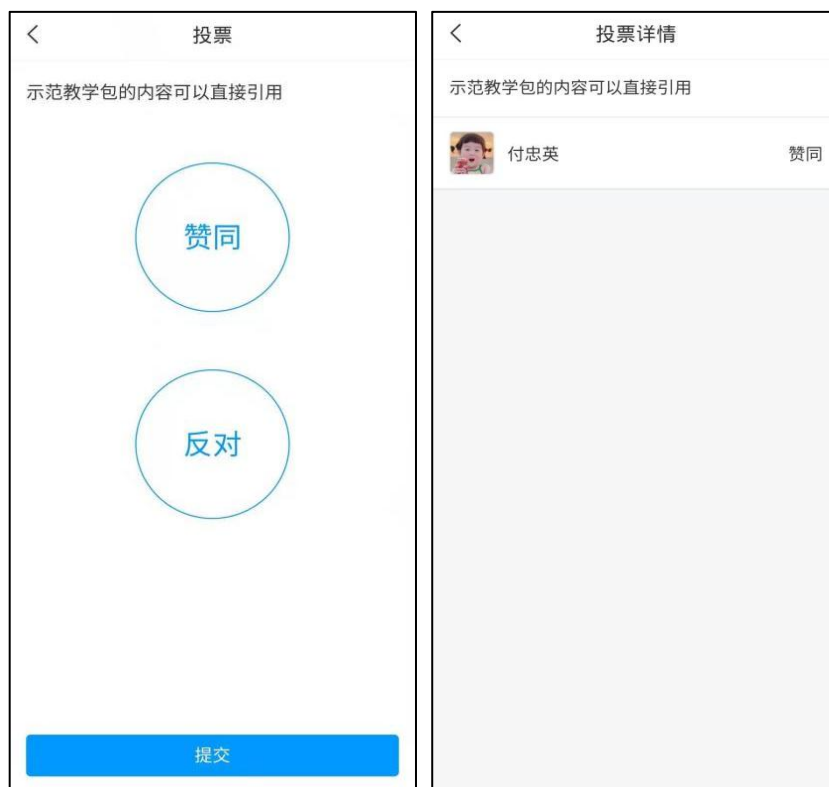 投票
示范教学包的内容可以直接引用
赞同
反对
提交
投票详情
示范教学包的内容可以直接引用
付忠英 赞同